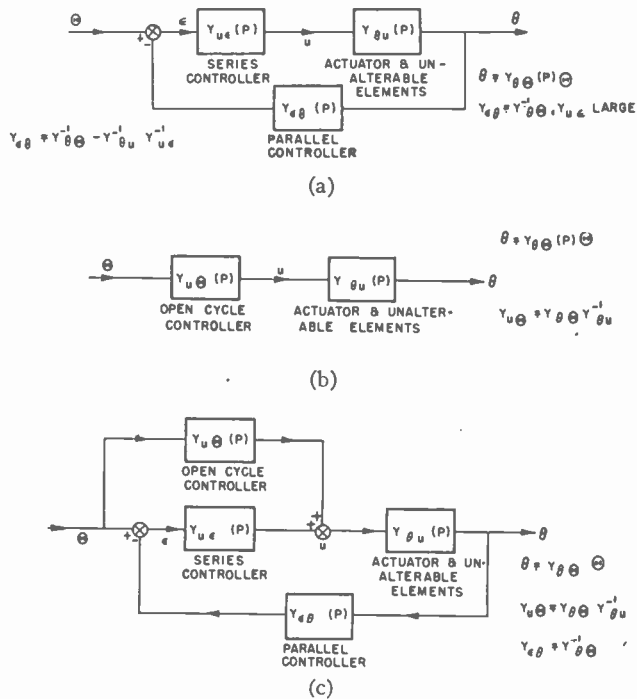 Θ
+
-
ϵ
Y_uϵ (P)
SERIES
CONTROLLER
u
Y_θu (P)
ACTUATOR & UN-
ALTERABLE
ELEMENTS
θ
θ = Y_θΘ (P) Θ
Y_ϵθ = Y⁻¹_θΘ, Y_uϵ LARGE
Y_ϵθ (P)
PARALLEL
CONTROLLER
Y_ϵθ = Y⁻¹_θΘ – Y⁻¹_θu Y⁻¹_uϵ
(a)
Θ
Y_uΘ (P)
OPEN CYCLE
CONTROLLER
u
Y_θu (P)
ACTUATOR & UNALTER-
ABLE ELEMENTS
θ
θ = Y_θΘ (P) Θ
Y_uΘ = Y_θΘ Y⁻¹_θu
(b)
Y_uΘ (P)
OPEN CYCLE
CONTROLLER
Θ
+
-
ϵ
Y_uϵ (P)
SERIES
CONTROLLER
+
+
u
Y_θu (P)
ACTUATOR & UN-
ALTERABLE
ELEMENTS
θ
θ = Y_θΘ Θ
Y_uΘ = Y_θΘ Y⁻¹_θu
Y_ϵθ = Y⁻¹_θΘ
Y_ϵθ (P)
PARALLEL
CONTROLLER
(c)